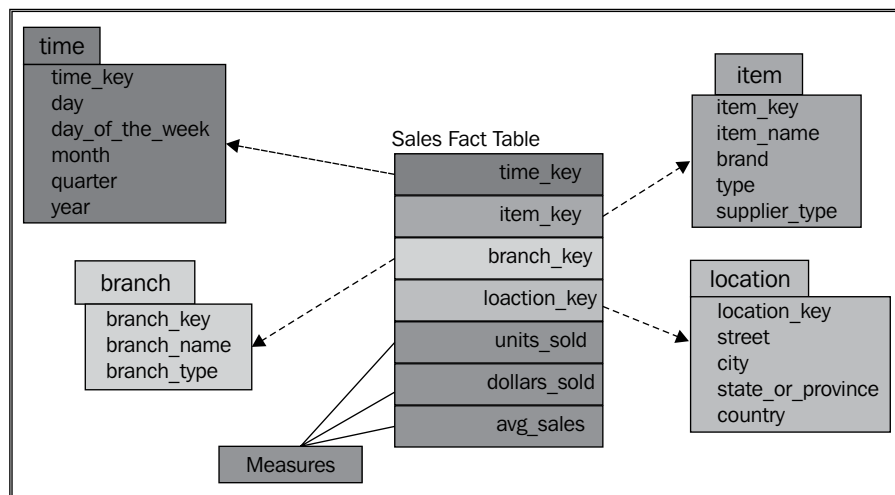 time
time_key
day
day_of_the_week
month
quarter
year
item
item_key
item_name
brand
type
supplier_type
Sales Fact Table
time_key
item_key
branch_key
loaction_key
units_sold
dollars_sold
avg_sales
branch
branch_key
branch_name
branch_type
location
location_key
street
city
state_or_province
country
Measures